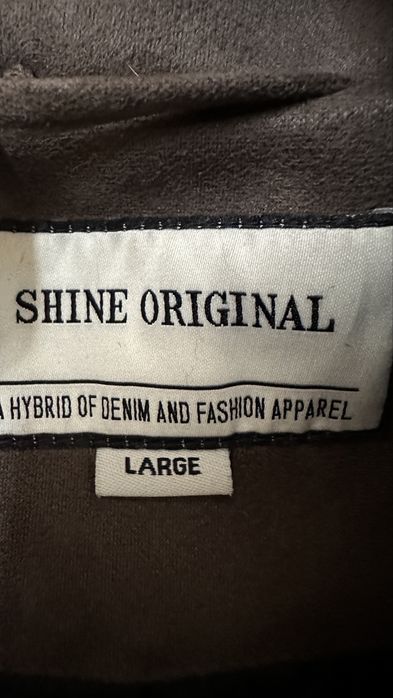 SHINE ORIGINAL
A HYBRID OF DENIM AND FASHION APPAREL
LARGE